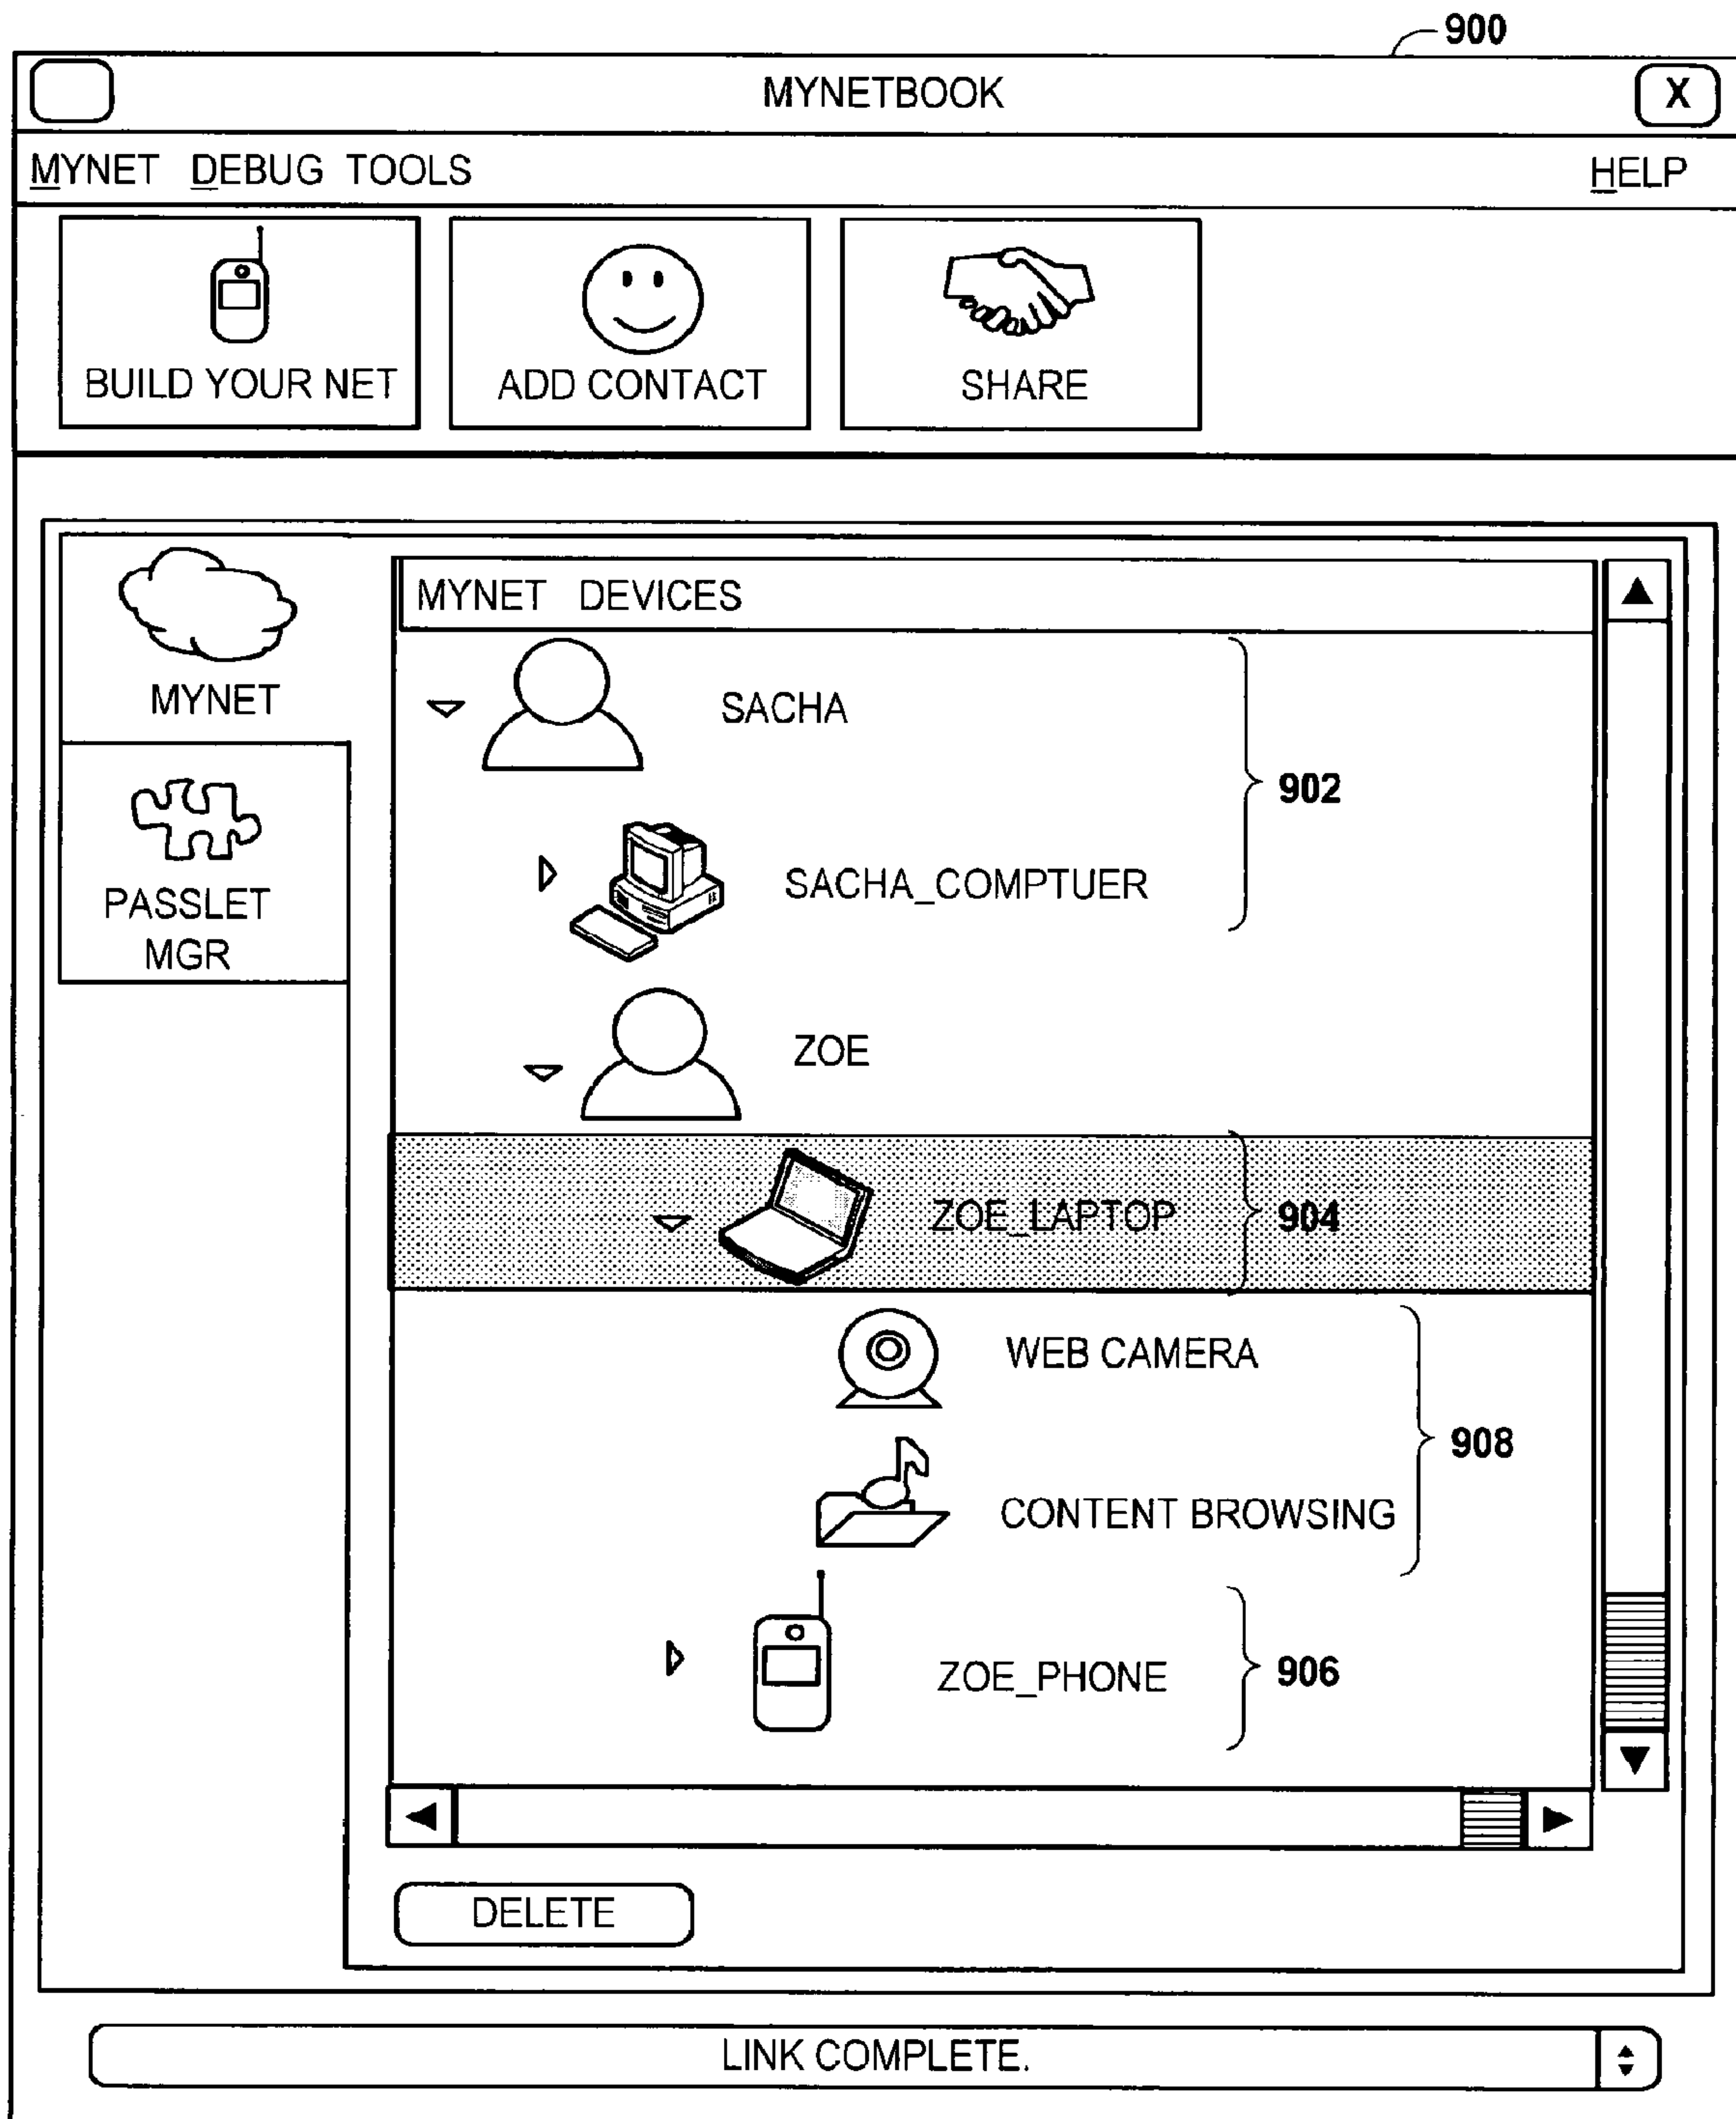 900
MYNETBOOK
X
MYNET DEBUG TOOLS HELP
BUILD YOUR NET
ADD CONTACT
SHARE
MYNET
PASSLET
MGR
MYNET DEVICES
SACHA
902
SACHA_COMPTUER
ZOE
ZOE_LAPTOP
904
WEB CAMERA
908
CONTENT BROWSING
ZOE_PHONE
906
DELETE
LINK COMPLETE.